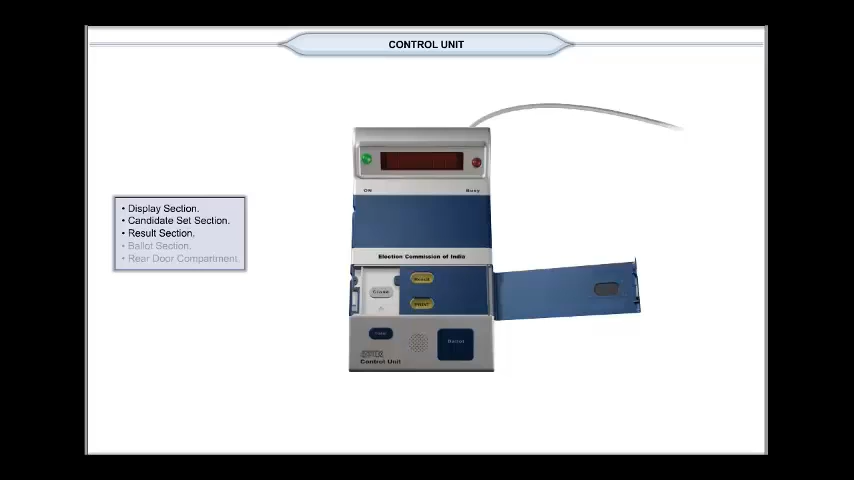 CONTROL UNIT
ON
Busy
• Display Section.
• Candidate Set Section.
• Result Section.
• Ballot Section.
• Rear Door Compartment.
Election Commission of India
Result
Close
PRINT
Ballot
Control Unit